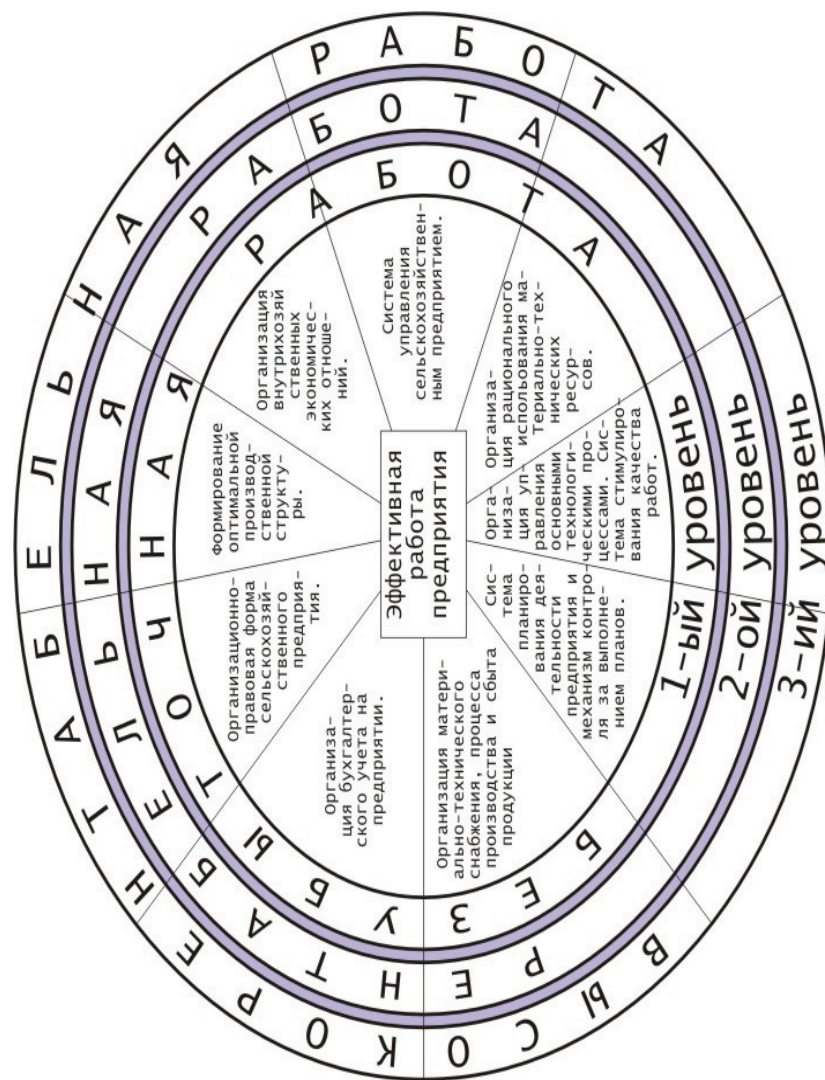 ВЫСОКОРЕНТАБЕЛЬНАЯ РАБОТА
РЕНТАБЕЛЬНАЯ РАБОТА
БЕЗУБЫТОЧНАЯ РАБОТА
Организационно-
правовая форма
сельскохозяй-
ственного
предприя-
тия.
Формирование
оптимальной
производ-
ственной
структу-
ры.
Организация
внутрихозяй
ственных
экономичес-
ких отноше-
ний.
Система
управления
сельскохозяйствен-
ным предприятием.
Организа-
ция рационального
использования ма-
Териально-тех-
нических
ресур-
сов.
Орга-
низа-
ция уп-
равления
основными
технологи-
ческими про-
цессами. Сис-
тема стимулиро-
вания качества
работ.
Сис-
тема
планиро-
вания дея-
тельности
предприятия и
механизм контро-
ля за выполне-
нием планов.
Организация матери-
ально-технического
снабжения, процесса
производства и сбыта
продукции
Организа-
ция бухгалтер-
ского учета на
предприятии.
Эффективная
работа
предприятия
1-ый уровень
2-ой уровень
3-ий уровень